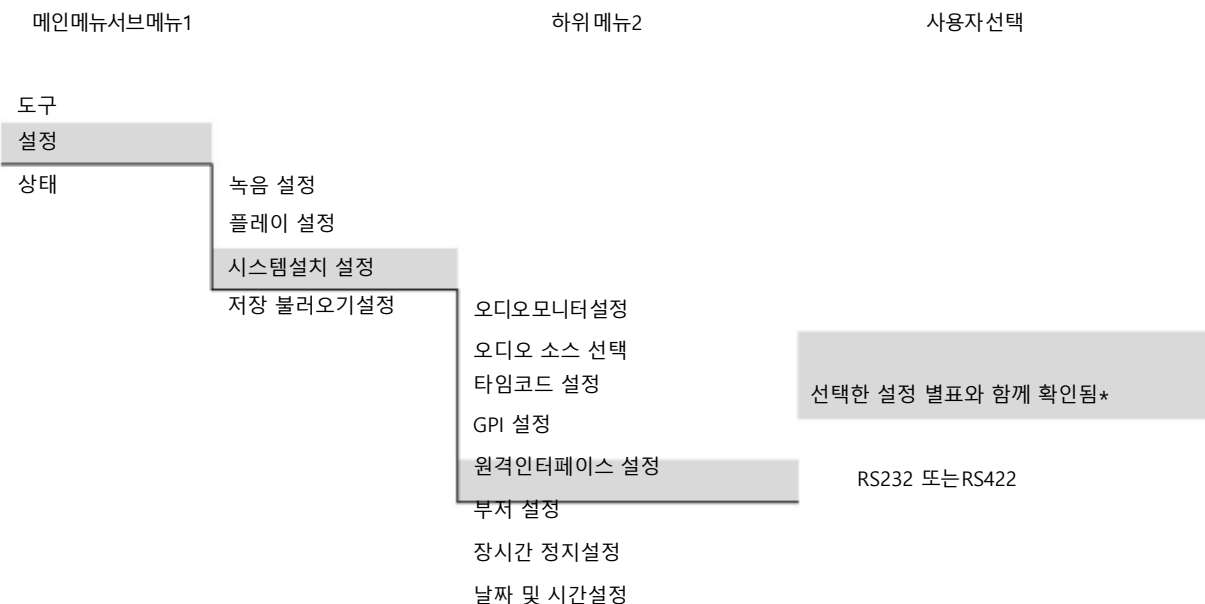 메인메뉴서브메뉴1
하위 메뉴2
사용자선택
도구
설정
상태
녹음 설정
플레이 설정
시스템설치 설정
저장 불러오기설정
오디오모니터설정
오디오 소스 선택
타임코드 설정
GPI 설정
원격인터페이스 설정
부저 설정
장시간 정지설정
날짜 및 시간설정
선택한 설정 별표와 함께 확인됨*
RS232 또는RS422